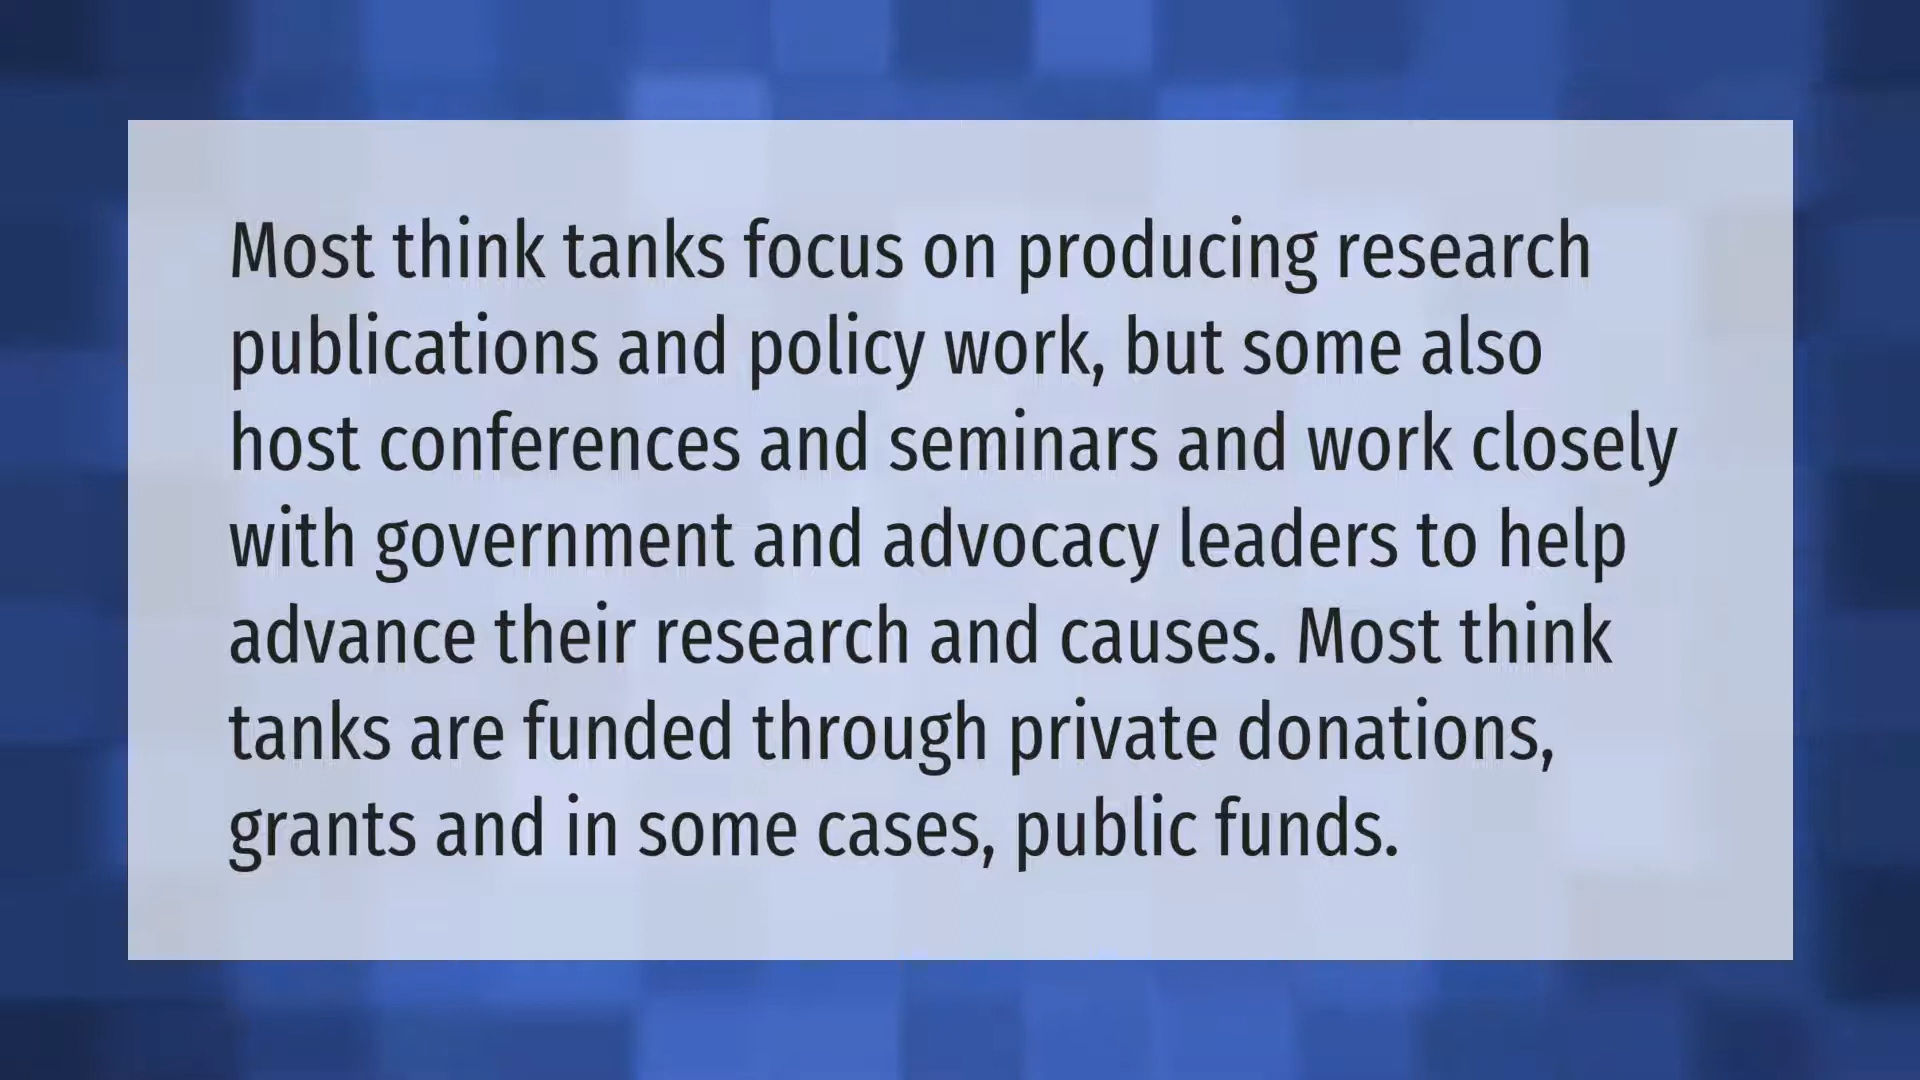 Most think tanks focus on producing research
publications and policy work, but some also
host conferences and seminars and work closely
with government and advocacy leaders to help
advance their research and causes. Most think
tanks are funded through private donations,
grants and in some cases, public funds.